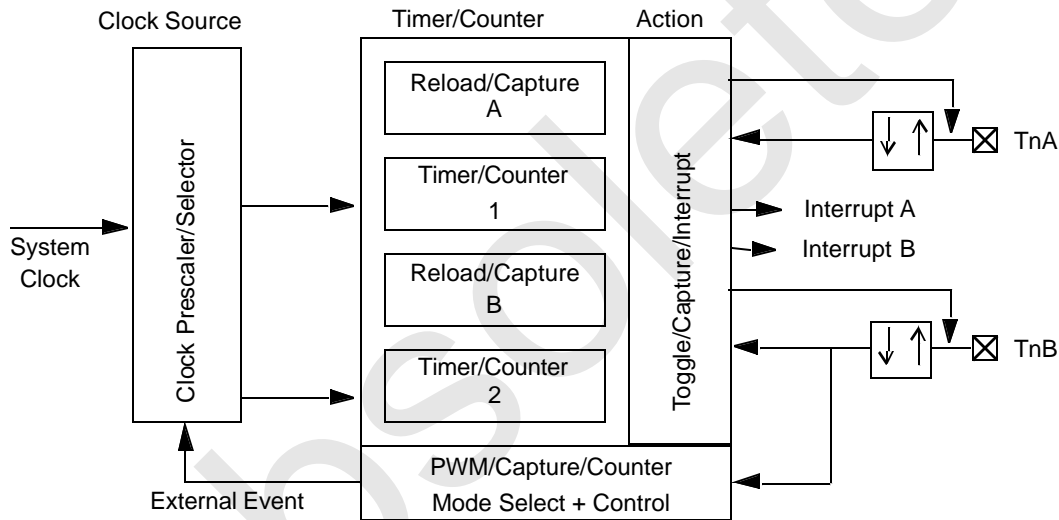 Clock Source
Timer/Counter
Action
Reload/Capture
A
TnA
Timer/Counter
1
Interrupt A
Interrupt B
System
Clock
Clock Prescaler/Selector
Toggle/Capture/Interrupt
Reload/Capture
B
TnB
Timer/Counter
2
PWM/Capture/Counter
Mode Select + Control
External Event